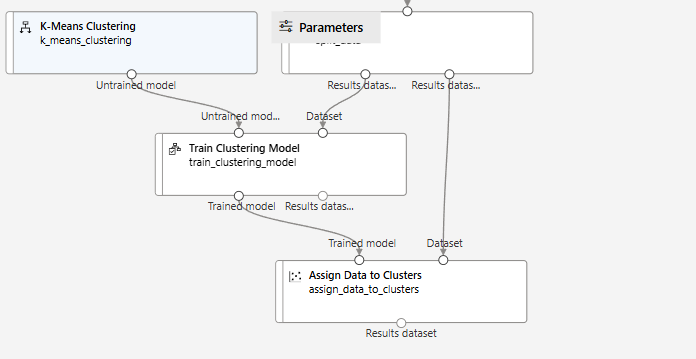 K-Means Clustering
k_means_clustering
Parameters
Untrained model
Results datas...
Results datas...
Untrained mod...
Dataset
Train Clustering Model
train_clustering_model
Trained model
Results datas...
Trained model
Dataset
Assign Data to Clusters
assign_data_to_clusters
Results dataset